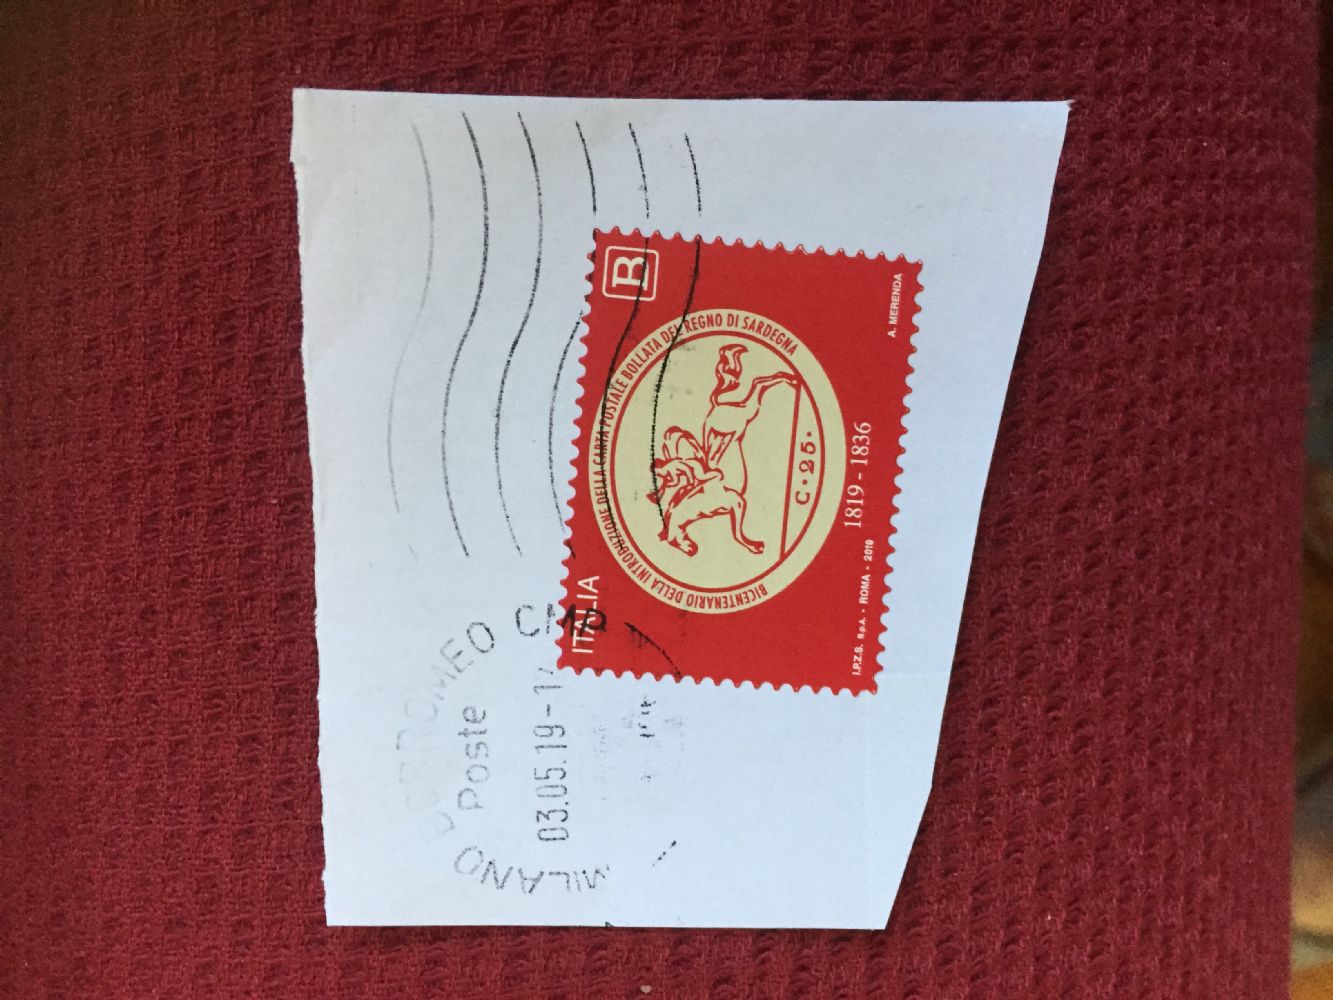 MILANO BORROMEO
Poste
03.05.19-1
CMP
ITALIA
B
BICENTENARIO DELLA INTRODUZIONE DELLA CARTA POSTALE BOLLATA DEL REGNO DI SARDEGNA
C·25.
1819 - 1836
I.P.Z.S. S.p.A. - ROMA - 2019
A. MERENDA